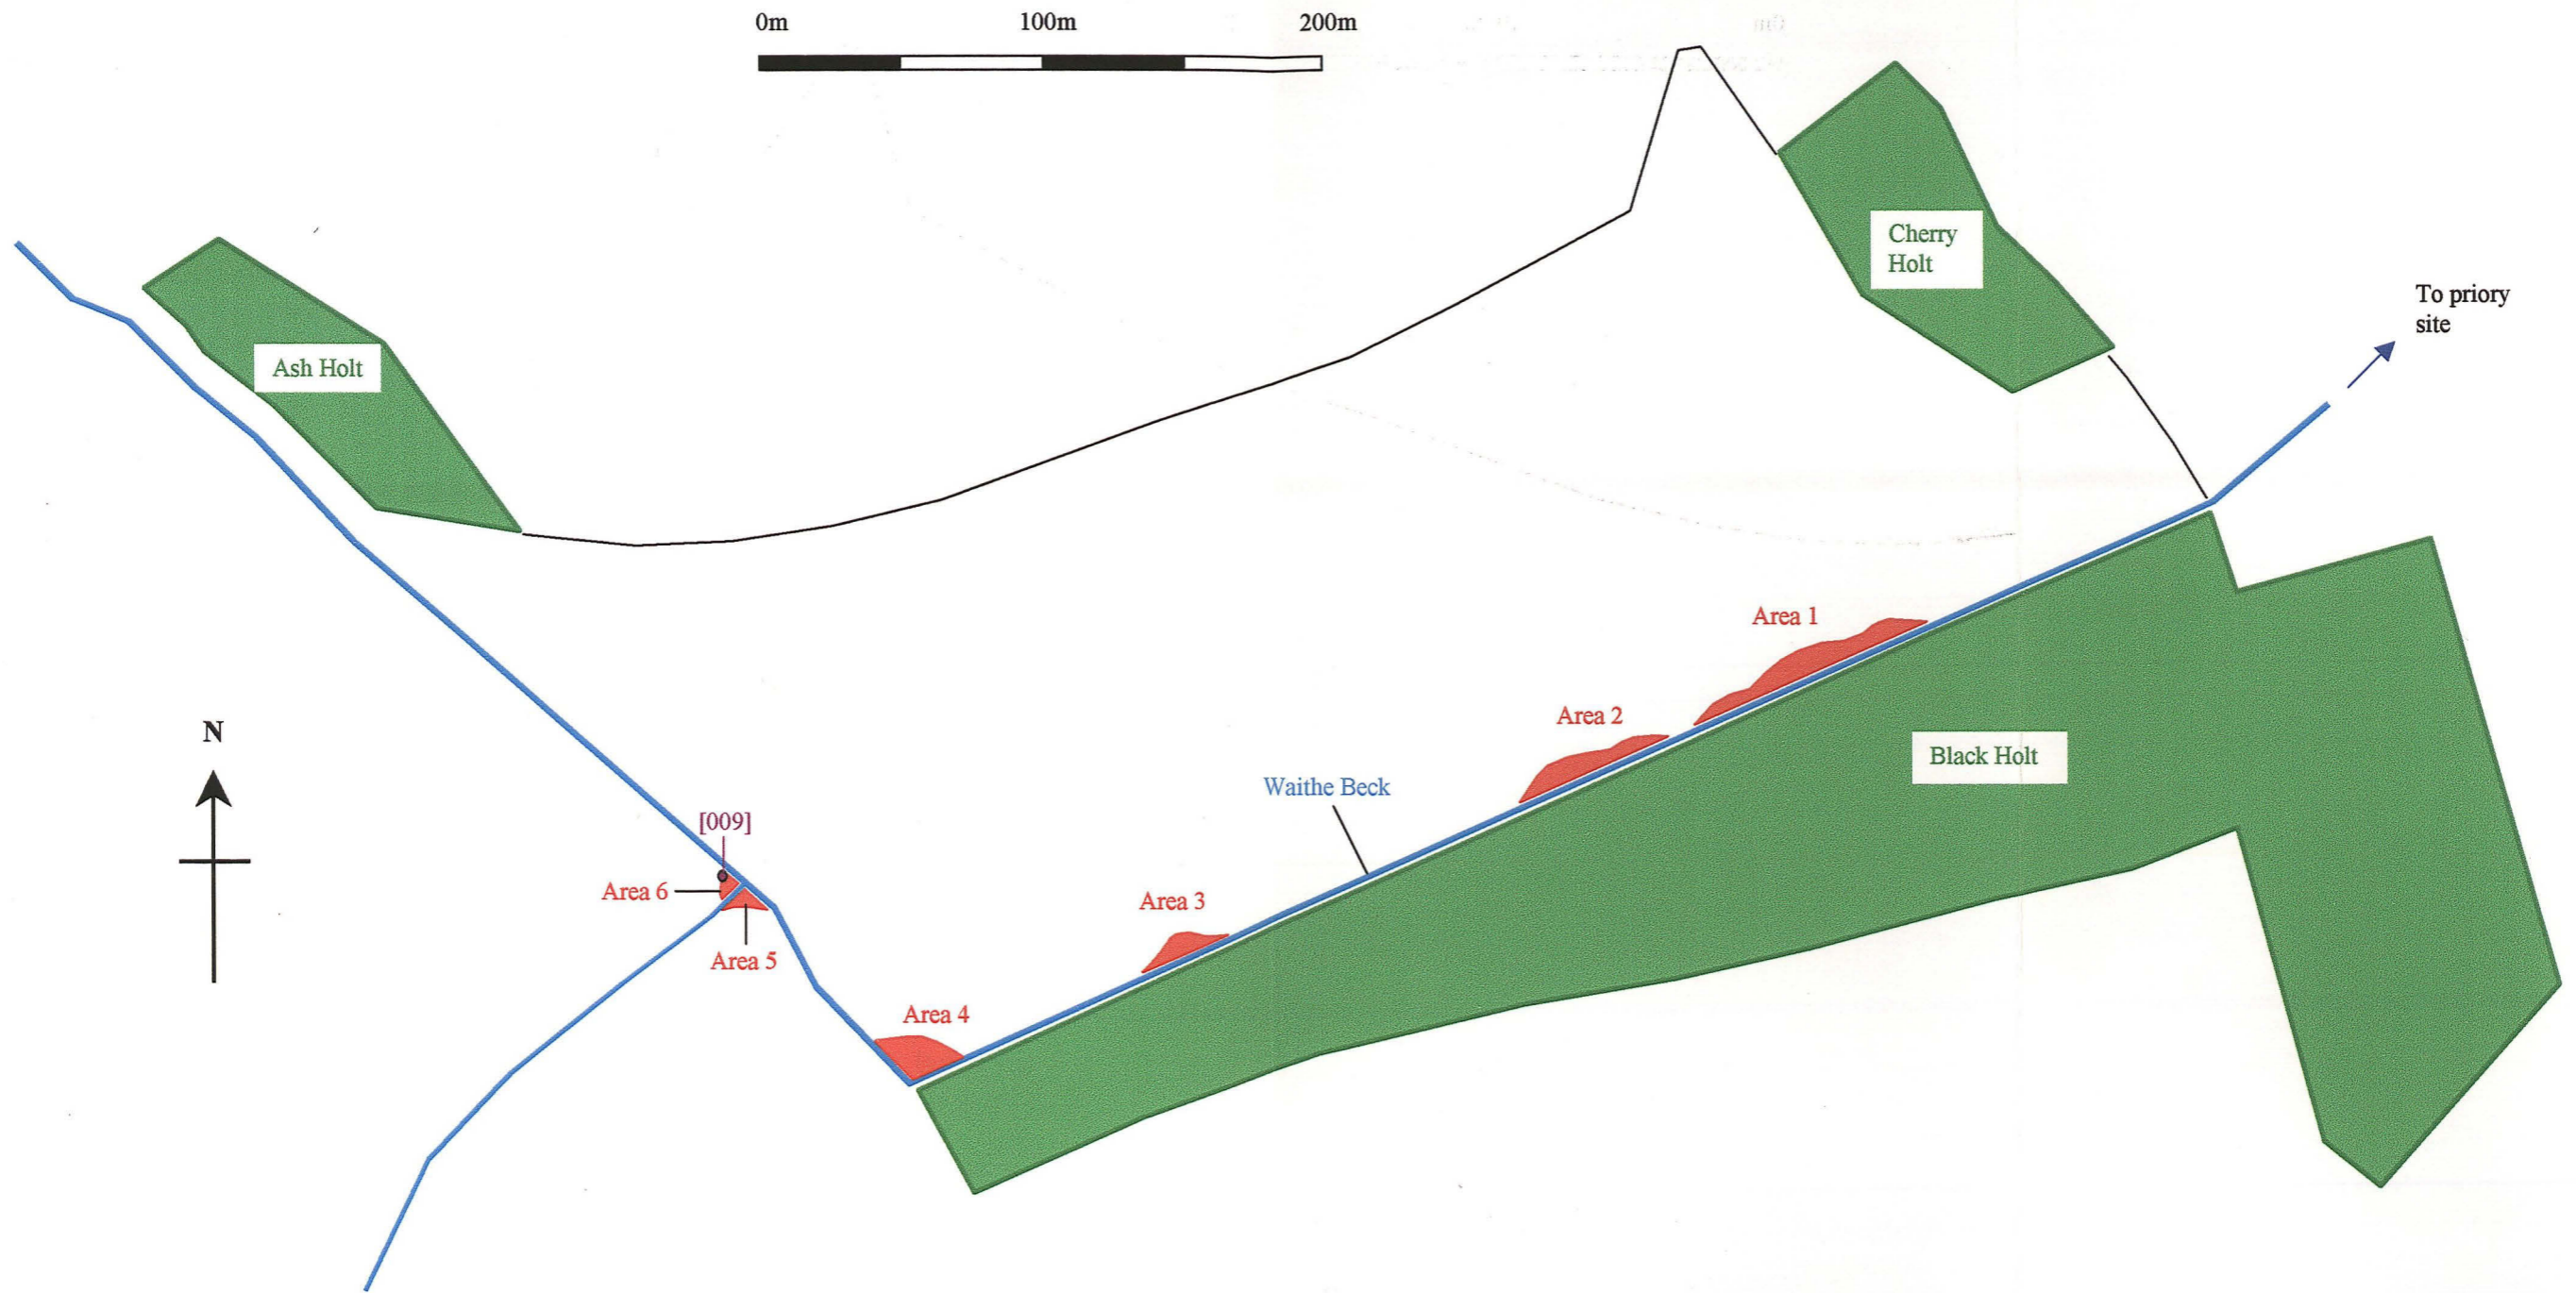 0m 100m 200m
Cherry
Holt
To priory
site
Ash Holt
Area 1
Area 2
N
Waithe Beck
Black Holt
[009]
Area 6
Area 3
Area 5
Area 4